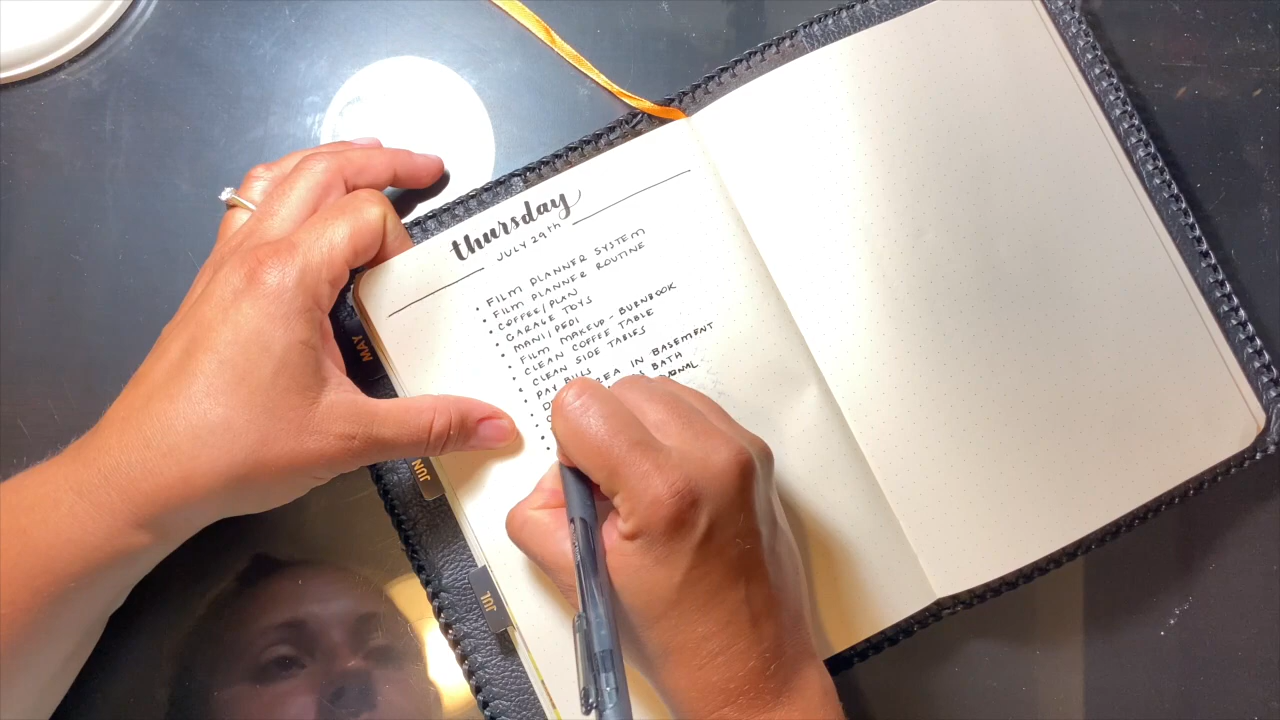 thursday
JULY 29th
• FILM PLANNER SYSTEM
• FILM PLANNER ROUTINE
• COFFEE/PLAN
• GARAGE TOYS
• MANI/PEDI
• FILM MAKEUP - BURNBOOK
• CLEAN COFFEE TABLE
• CLEAN SIDE TABLES
• PAY BILLS
IN BASEMENT
BATH
MAY
JUN
JUL